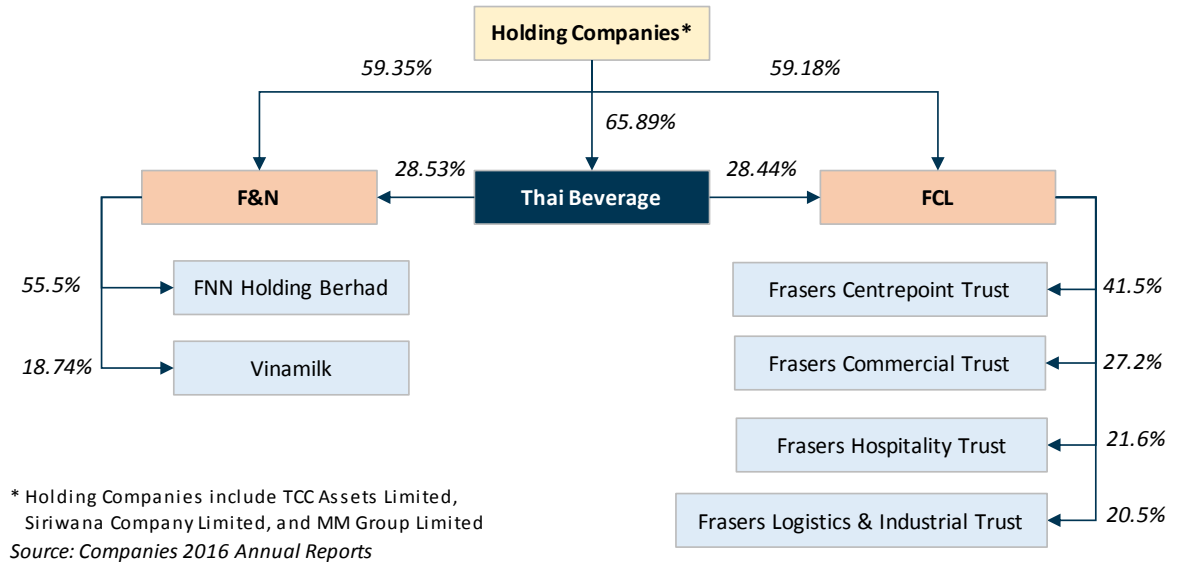 Holding Companies*
59.35%
59.18%
65.89%
28.53%
28.44%
F&N
Thai Beverage
FCL
55.5%
FNN Holding Berhad
18.74%
Vinamilk
Frasers Centrepoint Trust
41.5%
Frasers Commercial Trust
27.2%
Frasers Hospitality Trust
21.6%
Frasers Logistics & Industrial Trust
20.5%
* Holding Companies include TCC Assets Limited,
Siriwana Company Limited, and MM Group Limited
Source: Companies 2016 Annual Reports